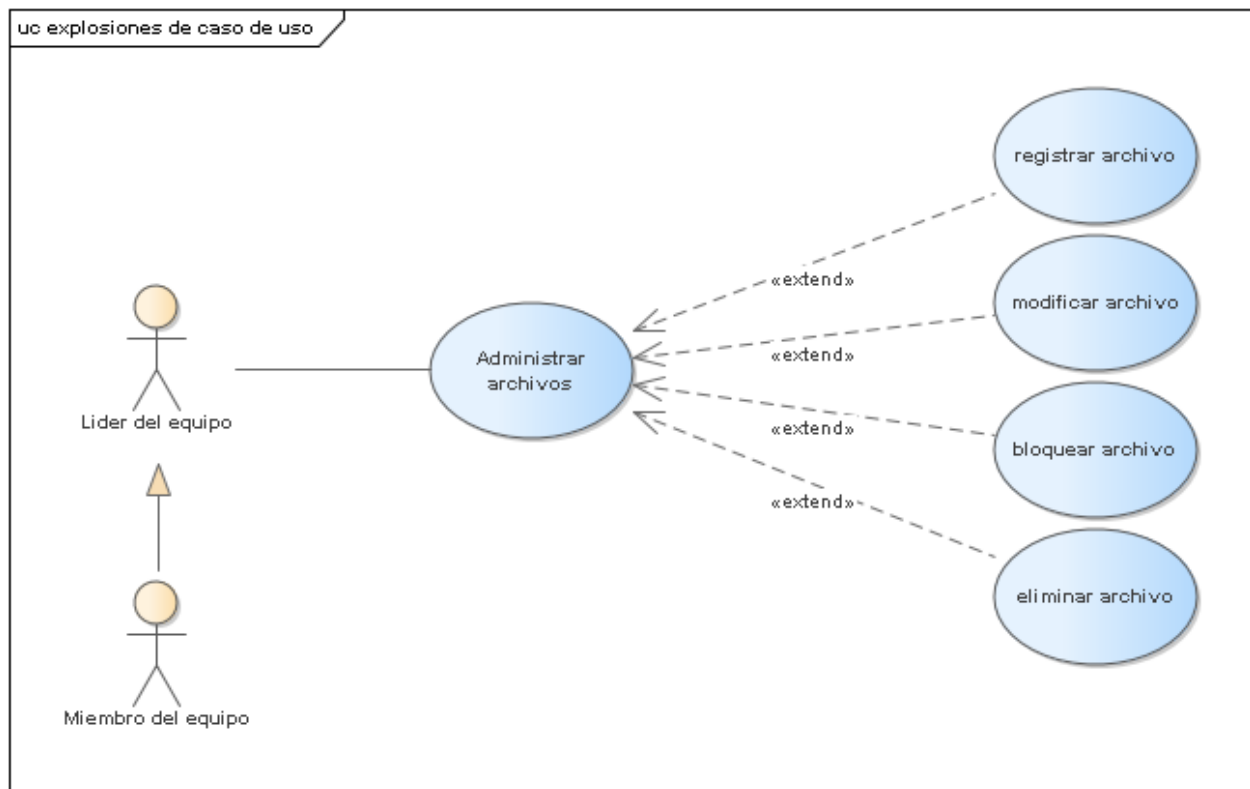 uc explosiones de caso de uso
registrar archivo
«extend»
modificar archivo
«extend»
Administrar
archivos
Lider del equipo
«extend»
bloquear archivo
«extend»
eliminar archivo
Miembro del equipo